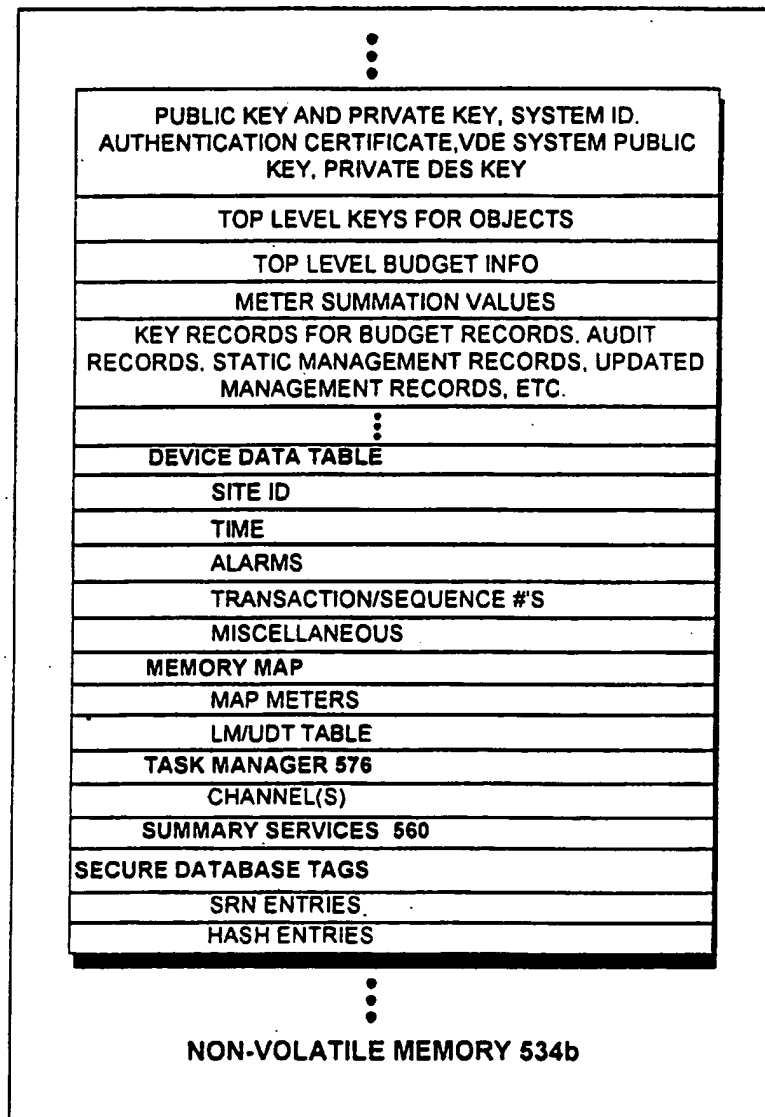 PUBLIC KEY AND PRIVATE KEY, SYSTEM ID.
AUTHENTICATION CERTIFICATE,VDE SYSTEM PUBLIC
KEY, PRIVATE DES KEY
TOP LEVEL KEYS FOR OBJECTS
TOP LEVEL BUDGET INFO
METER SUMMATION VALUES
KEY RECORDS FOR BUDGET RECORDS. AUDIT
RECORDS. STATIC MANAGEMENT RECORDS, UPDATED
MANAGEMENT RECORDS, ETC.
DEVICE DATA TABLE
SITE ID
TIME
ALARMS
TRANSACTION/SEQUENCE #'S
MISCELLANEOUS
MEMORY MAP
MAP METERS
LM/UDT TABLE
TASK MANAGER 576
CHANNEL(S)
SUMMARY SERVICES 560
SECURE DATABASE TAGS
SRN ENTRIES
HASH ENTRIES
NON-VOLATILE MEMORY 534b